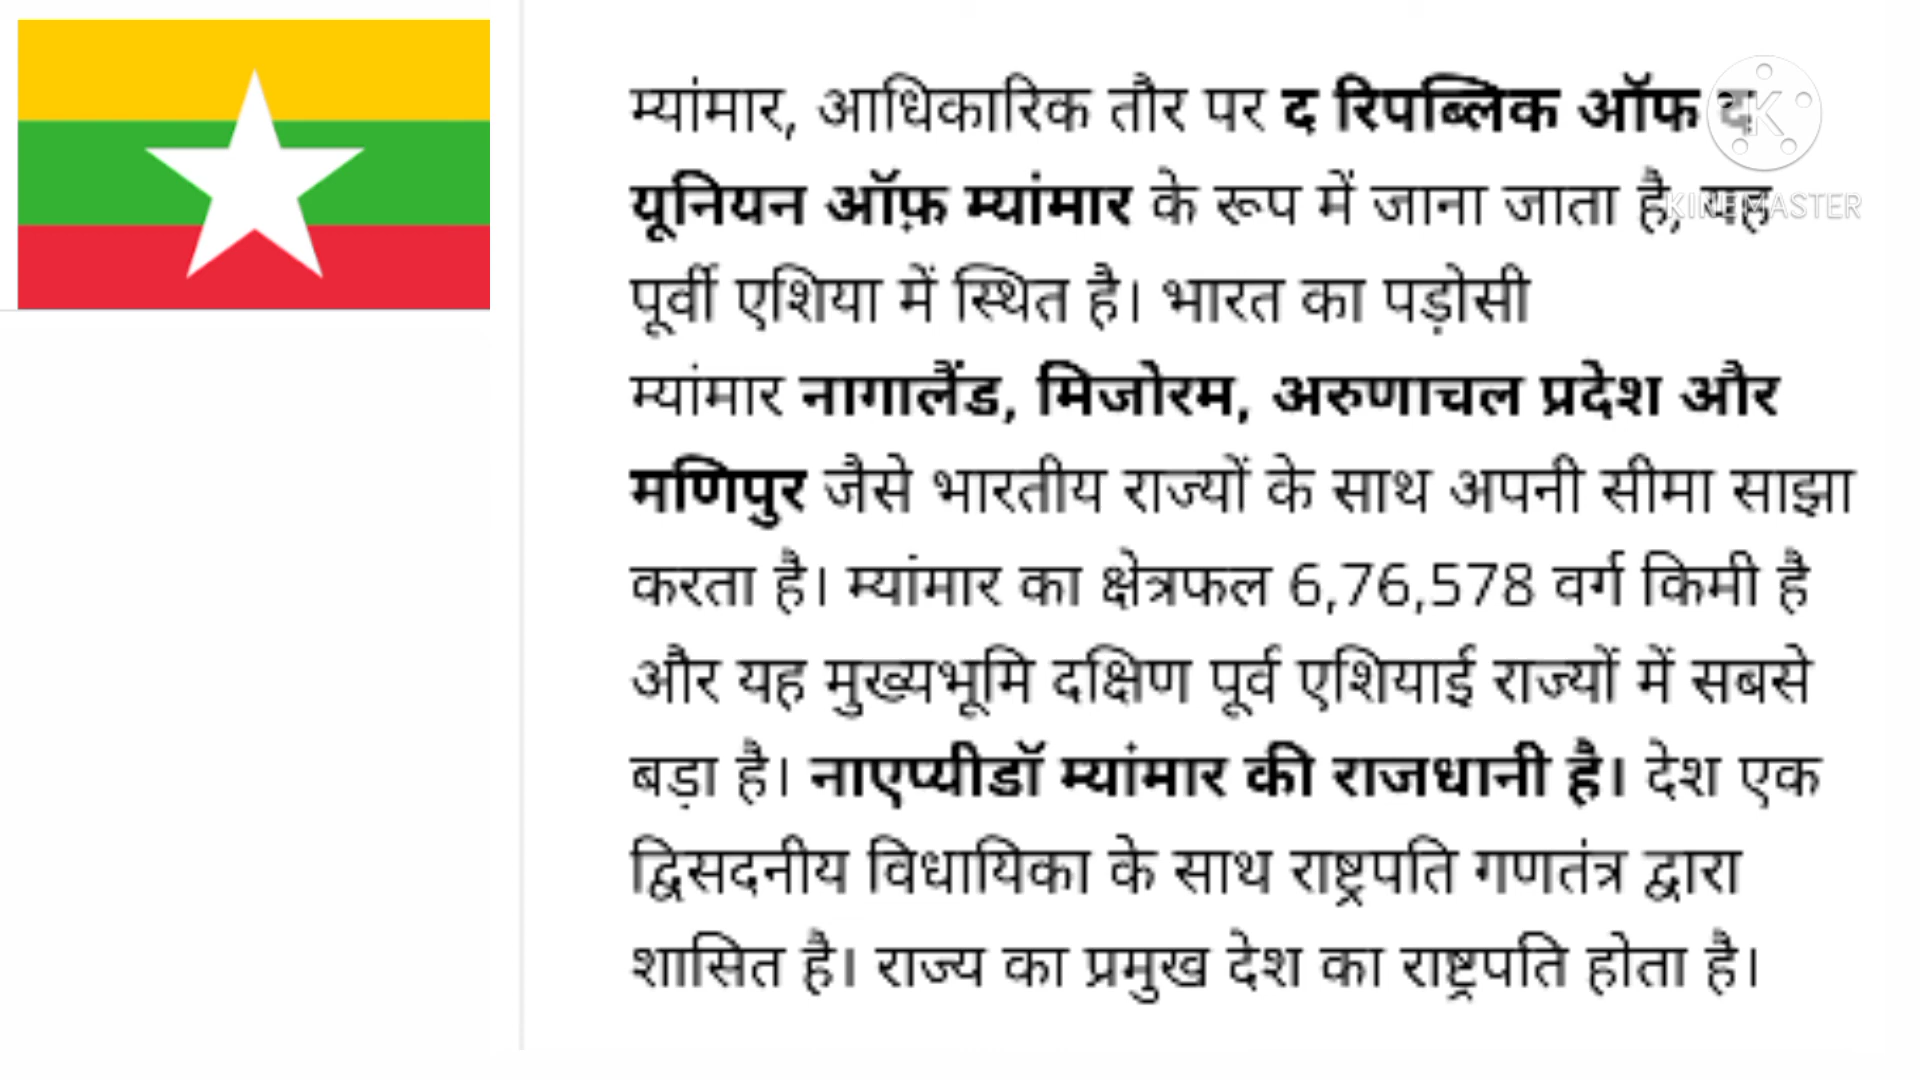 म्यांमार, आधिकारिक तौर पर द रिपब्लिक ऑफ द
यूनियन ऑफ़ म्यांमार के रूप में जाना जाता है, यह
पूर्वी एशिया में स्थित है। भारत का पड़ोसी
म्यांमार नागालैंड, मिजोरम, अरुणाचल प्रदेश और
मणिपुर जैसे भारतीय राज्यों के साथ अपनी सीमा साझा
करता है। म्यांमार का क्षेत्रफल 6,76,578 वर्ग किमी है
और यह मुख्यभूमि दक्षिण पूर्व एशियाई राज्यों में सबसे
बड़ा है। नाएप्यीडॉ म्यांमार की राजधानी है। देश एक
द्विसदनीय विधायिका के साथ राष्ट्रपति गणतंत्र द्वारा
शासित है। राज्य का प्रमुख देश का राष्ट्रपति होता है।
K
KINEMASTER